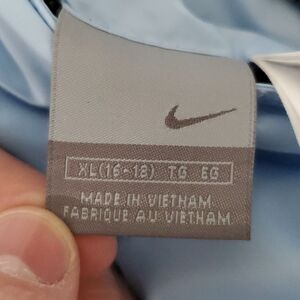 XL(16-18) TG EG
MADE IN VIETNAM
FABRIQUE AU VIETNAM